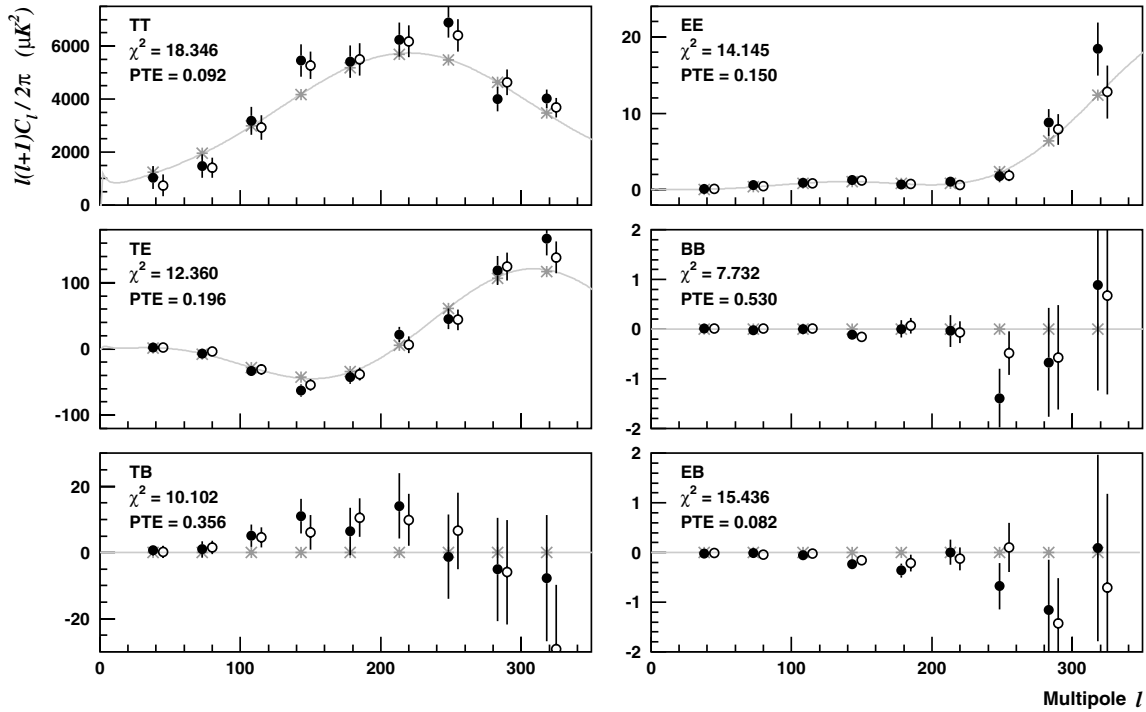 l(l+1)C_l / 2π (μK²)
TT
χ² = 18.346
PTE = 0.092
6000
4000
2000
0
EE
χ² = 14.145
PTE = 0.150
20
10
0
TE
χ² = 12.360
PTE = 0.196
100
0
-100
BB
χ² = 7.732
PTE = 0.530
2
1
0
-1
-2
TB
χ² = 10.102
PTE = 0.356
20
0
-20
0 100 200 300
EB
χ² = 15.436
PTE = 0.082
2
1
0
-1
-2
0 100 200 300
Multipole l